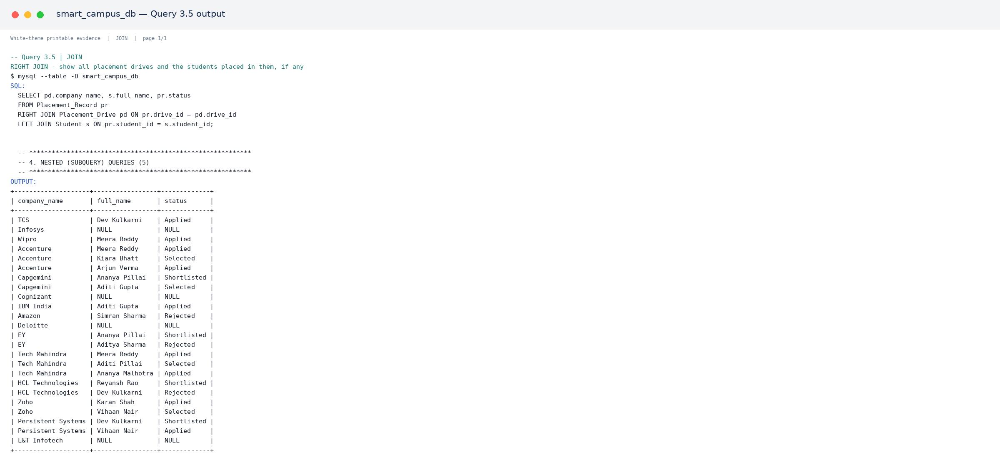 smart_campus_db — Query 3.5 output
White-theme printable evidence  |  JOIN  |  page 1/1
-- Query 3.5 | JOIN
RIGHT JOIN - show all placement drives and the students placed in them, if any
$ mysql --table -D smart_campus_db
SQL:
  SELECT pd.company_name, s.full_name, pr.status
  FROM Placement_Record pr
  RIGHT JOIN Placement_Drive pd ON pr.drive_id = pd.drive_id
  LEFT JOIN Student s ON pr.student_id = s.student_id;
  -- ***********************************************************
  -- 4. NESTED (SUBQUERY) QUERIES (5)
  -- ***********************************************************
OUTPUT:
+--------------------+-----------------+-------------+
| company_name       | full_name       | status      |
+--------------------+-----------------+-------------+
| TCS                | Dev Kulkarni    | Applied     |
| Infosys            | NULL            | NULL        |
| Wipro              | Meera Reddy     | Applied     |
| Accenture          | Meera Reddy     | Applied     |
| Accenture          | Kiara Bhatt     | Selected    |
| Accenture          | Arjun Verma     | Applied     |
| Capgemini          | Ananya Pillai   | Shortlisted |
| Capgemini          | Aditi Gupta     | Selected    |
| Cognizant          | NULL            | NULL        |
| IBM India          | Aditi Gupta     | Applied     |
| Amazon             | Simran Sharma   | Rejected    |
| Deloitte           | NULL            | NULL        |
| EY                 | Ananya Pillai   | Shortlisted |
| EY                 | Aditya Sharma   | Rejected    |
| Tech Mahindra      | Meera Reddy     | Applied     |
| Tech Mahindra      | Aditi Pillai    | Selected    |
| Tech Mahindra      | Ananya Malhotra | Applied     |
| HCL Technologies   | Reyansh Rao     | Shortlisted |
| HCL Technologies   | Dev Kulkarni    | Rejected    |
| Zoho               | Karan Shah      | Applied     |
| Zoho               | Vihaan Nair     | Selected    |
| Persistent Systems | Dev Kulkarni    | Shortlisted |
| Persistent Systems | Vihaan Nair     | Applied     |
| L&T Infotech       | NULL            | NULL        |
+--------------------+-----------------+-------------+